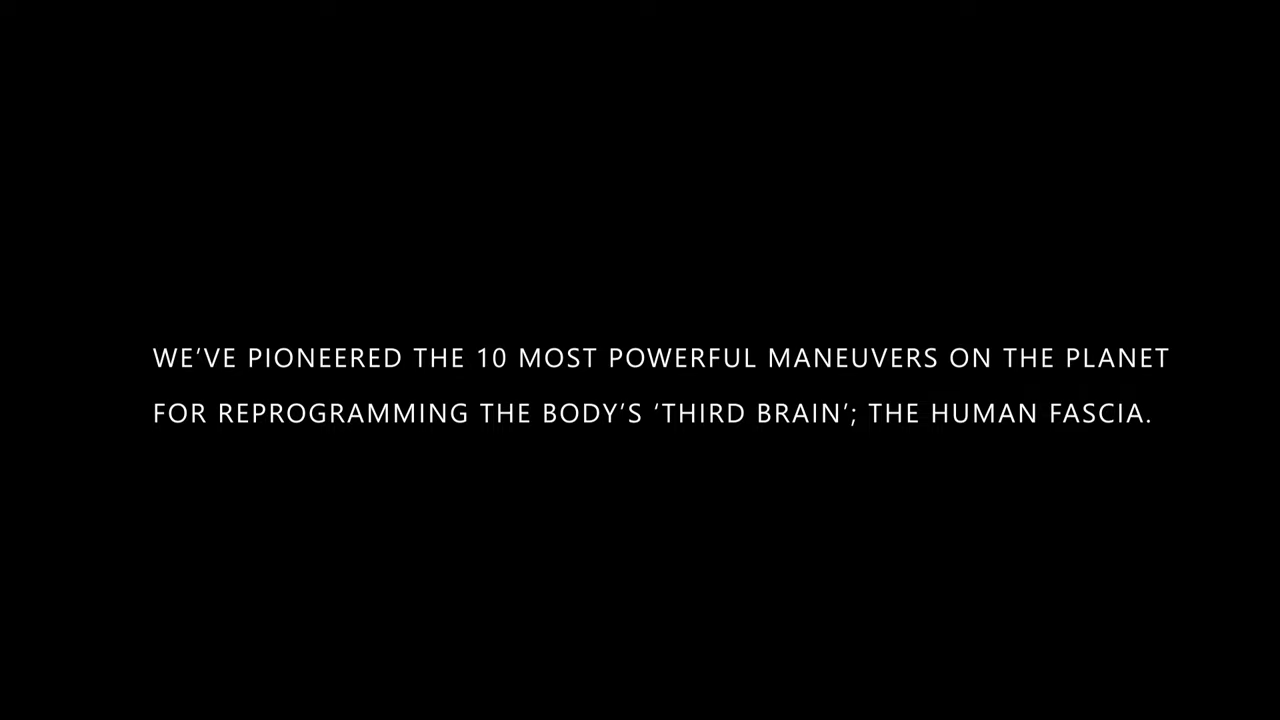 WE’VE PIONEERED THE 10 MOST POWERFUL MANEUVERS ON THE PLANET
FOR REPROGRAMMING THE BODY’S ‘THIRD BRAIN’; THE HUMAN FASCIA.